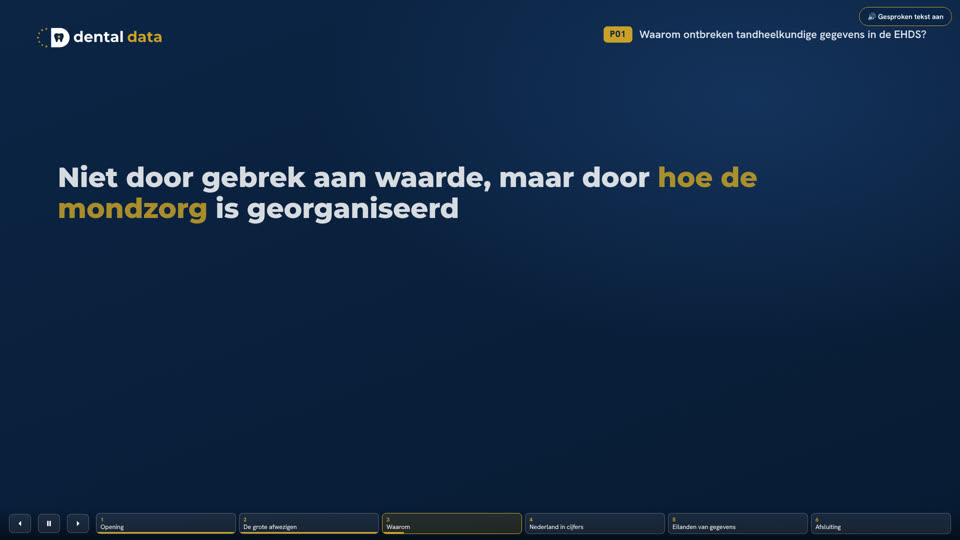 🔊 Gesproken tekst aan
dental data
P01 Waarom ontbreken tandheelkundige gegevens in de EHDS?
Niet door gebrek aan waarde, maar door hoe de
mondzorg is georganiseerd
1
Opening
2
De grote afwezigen
3
Waarom
4
Nederland in cijfers
5
Eilanden van gegevens
6
Afsluiting